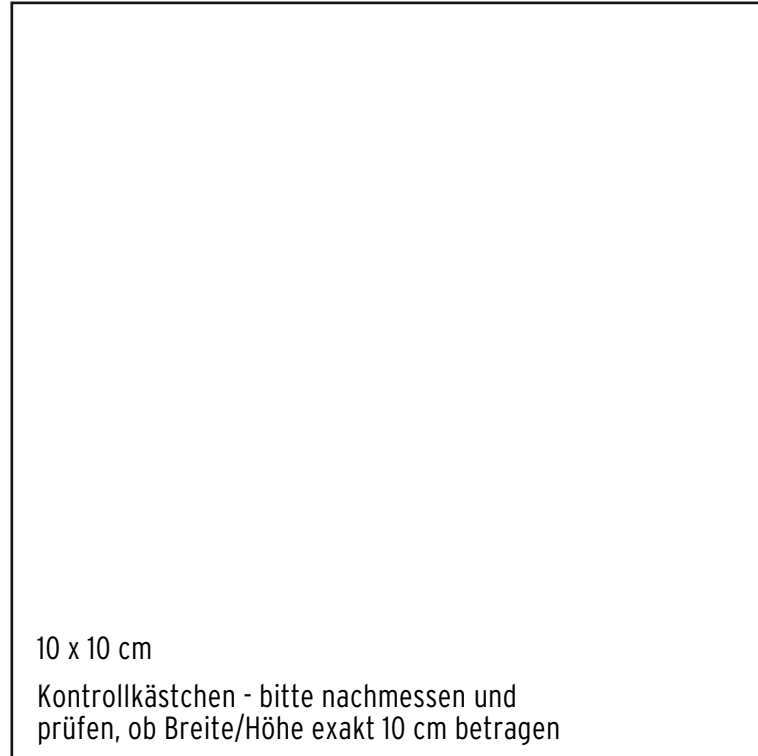 10 x 10 cm
Kontrollkästchen - bitte nachmessen und
prüfen, ob Breite/Höhe exakt 10 cm betragen